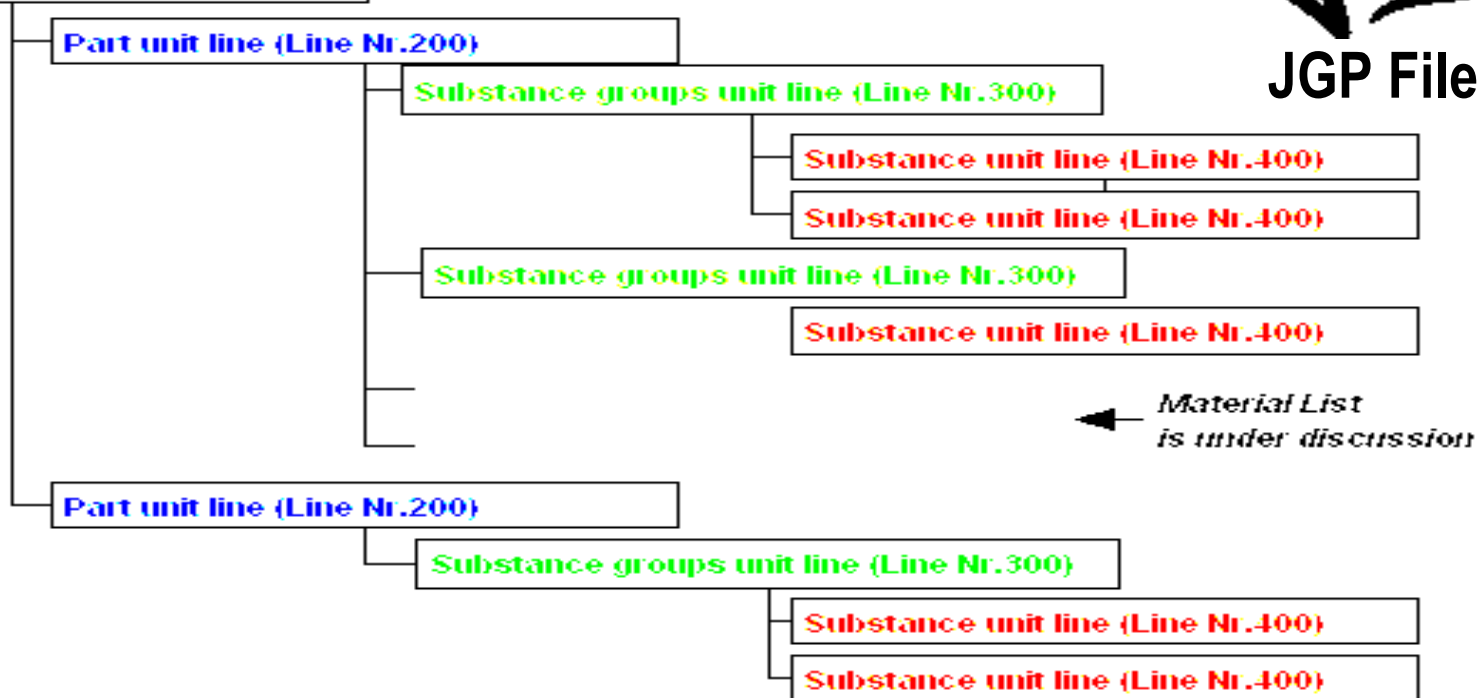 Part unit line (Line Nr.200)
JGP File
Substance groups unit line (Line Nr.300)
Substance unit line (Line Nr.400)
Substance unit line (Line Nr.400)
Substance groups unit line (Line Nr.300)
Substance unit line (Line Nr.400)
Material List
is under discussion
Part unit line (Line Nr.200)
Substance groups unit line (Line Nr.300)
Substance unit line (Line Nr.400)
Substance unit line (Line Nr.400)